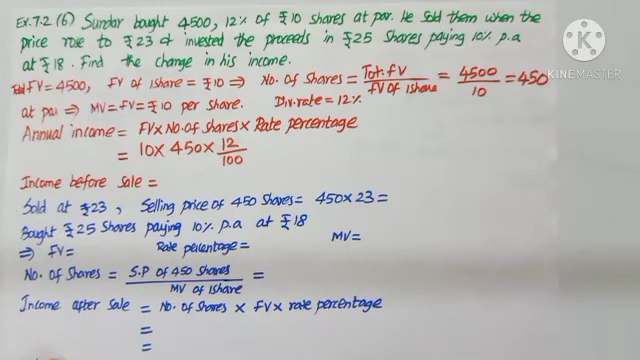 Ex.7.2 (6) Sundar bought 4500, 12% of ₹10 shares at par. He sold them when the
price rose to ₹23 & invested the proceeds in ₹25 shares paying 10% p.a
at ₹18. Find the change in his income.
KINEMASTER
Total FV=4500, FV of 1share = ₹10 ⇒ No. of Shares = Tot. FV / FV of 1share = 4500 / 10 = 450
at par ⇒ MV=FV=₹10 per share. Div.rate = 12%
Annual income = FV× No.of shares × Rate percentage
= 10× 450 × 12/100
Income before sale =
Sold at ₹23, Selling price of 450 Shares = 450×23 =
Bought ₹25 Shares paying 10% p.a at ₹18
⇒ FV= Rate percentage = MV=
No. of Shares = S.P of 450 Shares / MV of 1share =
Income after sale = No. of Shares × FV× rate percentage
=
=